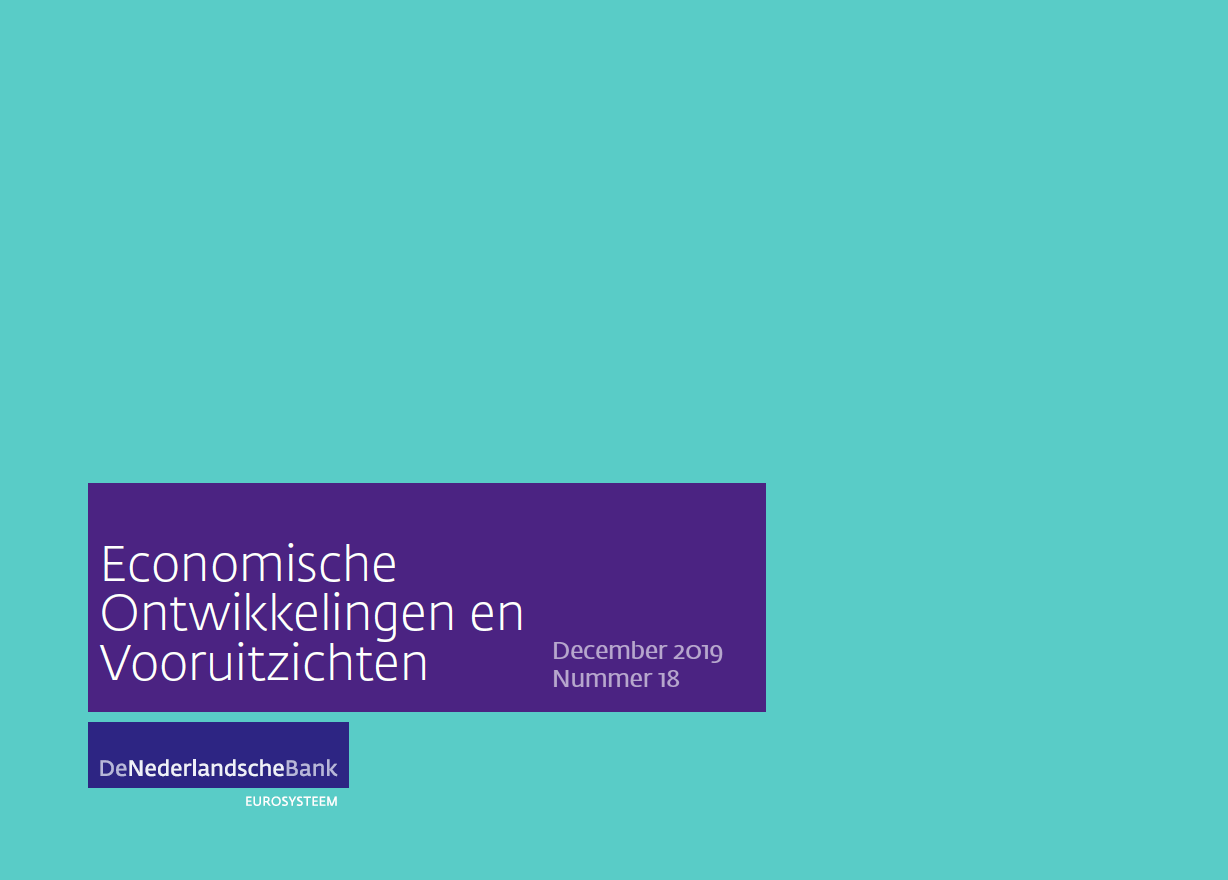 Economische
Ontwikkelingen en
Vooruitzichten
December 2019
Nummer 18
DeNederlandscheBank
EUROSYSTEEM